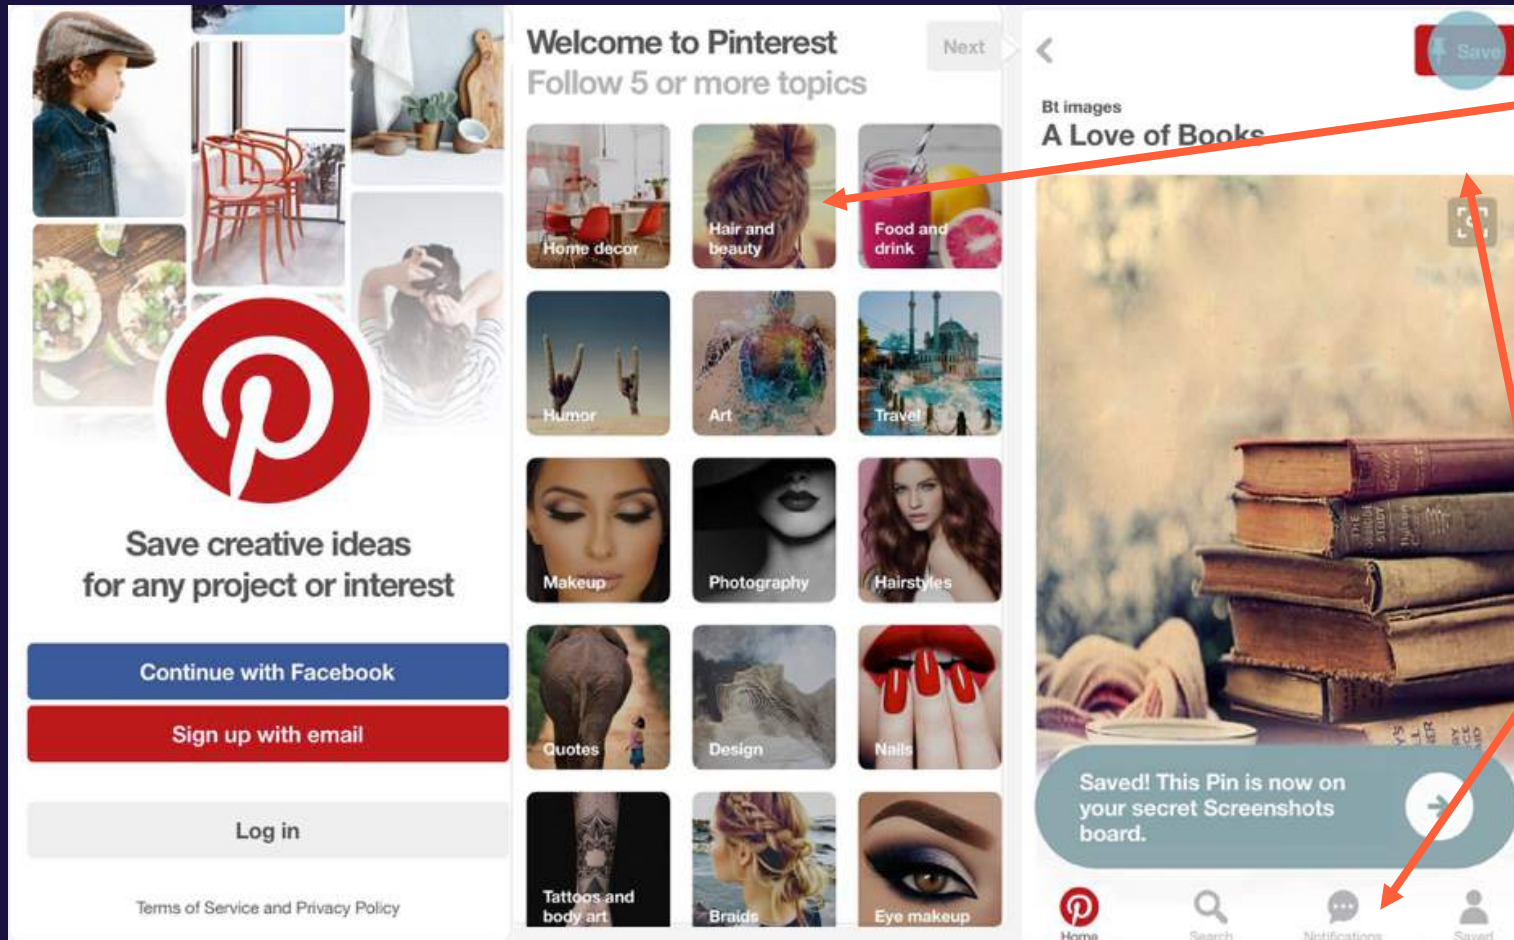 Save creative ideas
for any project or interest
Continue with Facebook
Sign up with email
Log in
Terms of Service and Privacy Policy
Welcome to Pinterest
Next
Follow 5 or more topics
Home decor
Hair and
beauty
Food and
drink
Humor
Art
Travel
Makeup
Photography
Hairstyles
Quotes
Design
Nails
Tattoos and
body art
Braids
Eye makeup
Save
Bt images
A Love of Books
THE
STUDY
Saved! This Pin is now on
your secret Screenshots
board.
Home
Search
Notifications
Saved